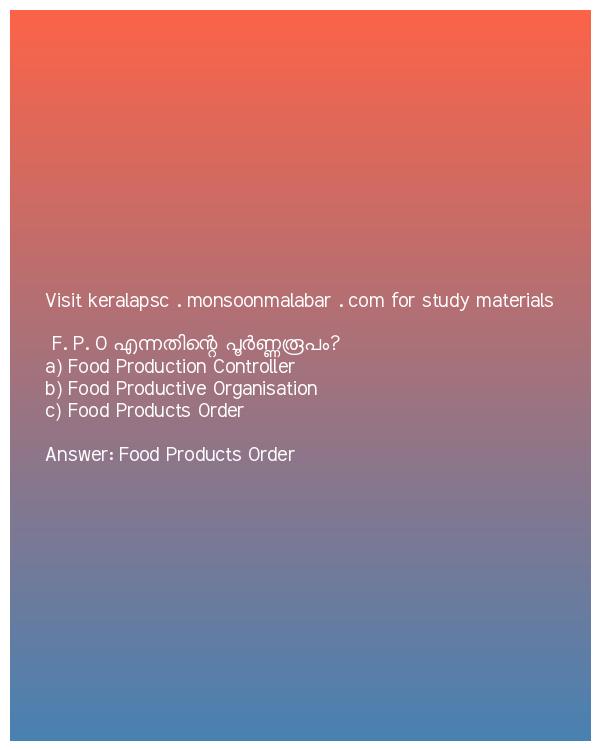 Visit keralapsc . monsoonmalabar . com for study materials
F. P. O എന്നതിന്റെ പൂർണ്ണരൂപം?
a) Food Production Controller
b) Food Productive Organisation
c) Food Products Order
Answer: Food Products Order